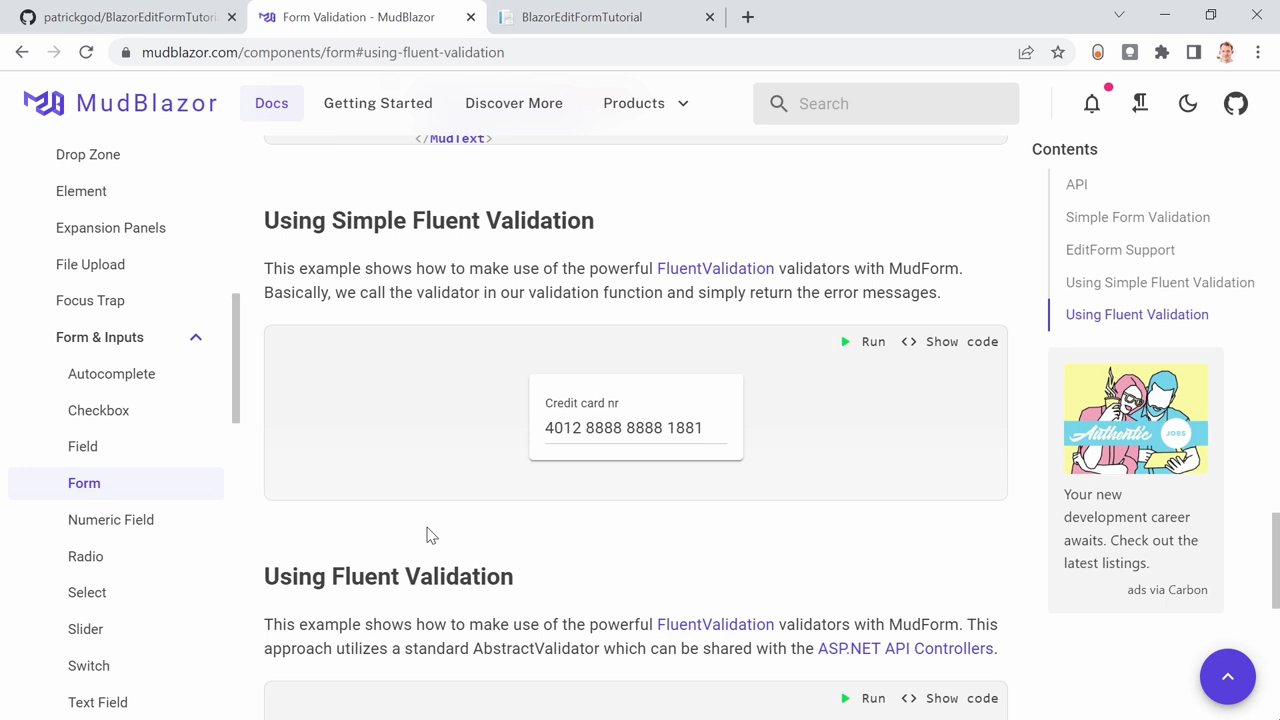 patrickgod/BlazorEditFormTutori
Form Validation - MudBlazor
BlazorEditFormTutorial
mudblazor.com/components/form#using-fluent-validation
MudBlazor
Docs
Getting Started
Discover More
Products
Search
</MudText>
Drop Zone
Element
Expansion Panels
File Upload
Focus Trap
Form & Inputs
Autocomplete
Checkbox
Field
Form
Numeric Field
Radio
Select
Slider
Switch
Text Field
Using Simple Fluent Validation
This example shows how to make use of the powerful FluentValidation validators with MudForm.
Basically, we call the validator in our validation function and simply return the error messages.
Run <> Show code
Credit card nr
4012 8888 8888 1881
Using Fluent Validation
This example shows how to make use of the powerful FluentValidation validators with MudForm. This
approach utilizes a standard AbstractValidator which can be shared with the ASP.NET API Controllers.
Run <> Show code
Contents
API
Simple Form Validation
EditForm Support
Using Simple Fluent Validation
Using Fluent Validation
Authentic JOBS
Your new
development career
awaits. Check out the
latest listings.
ads via Carbon